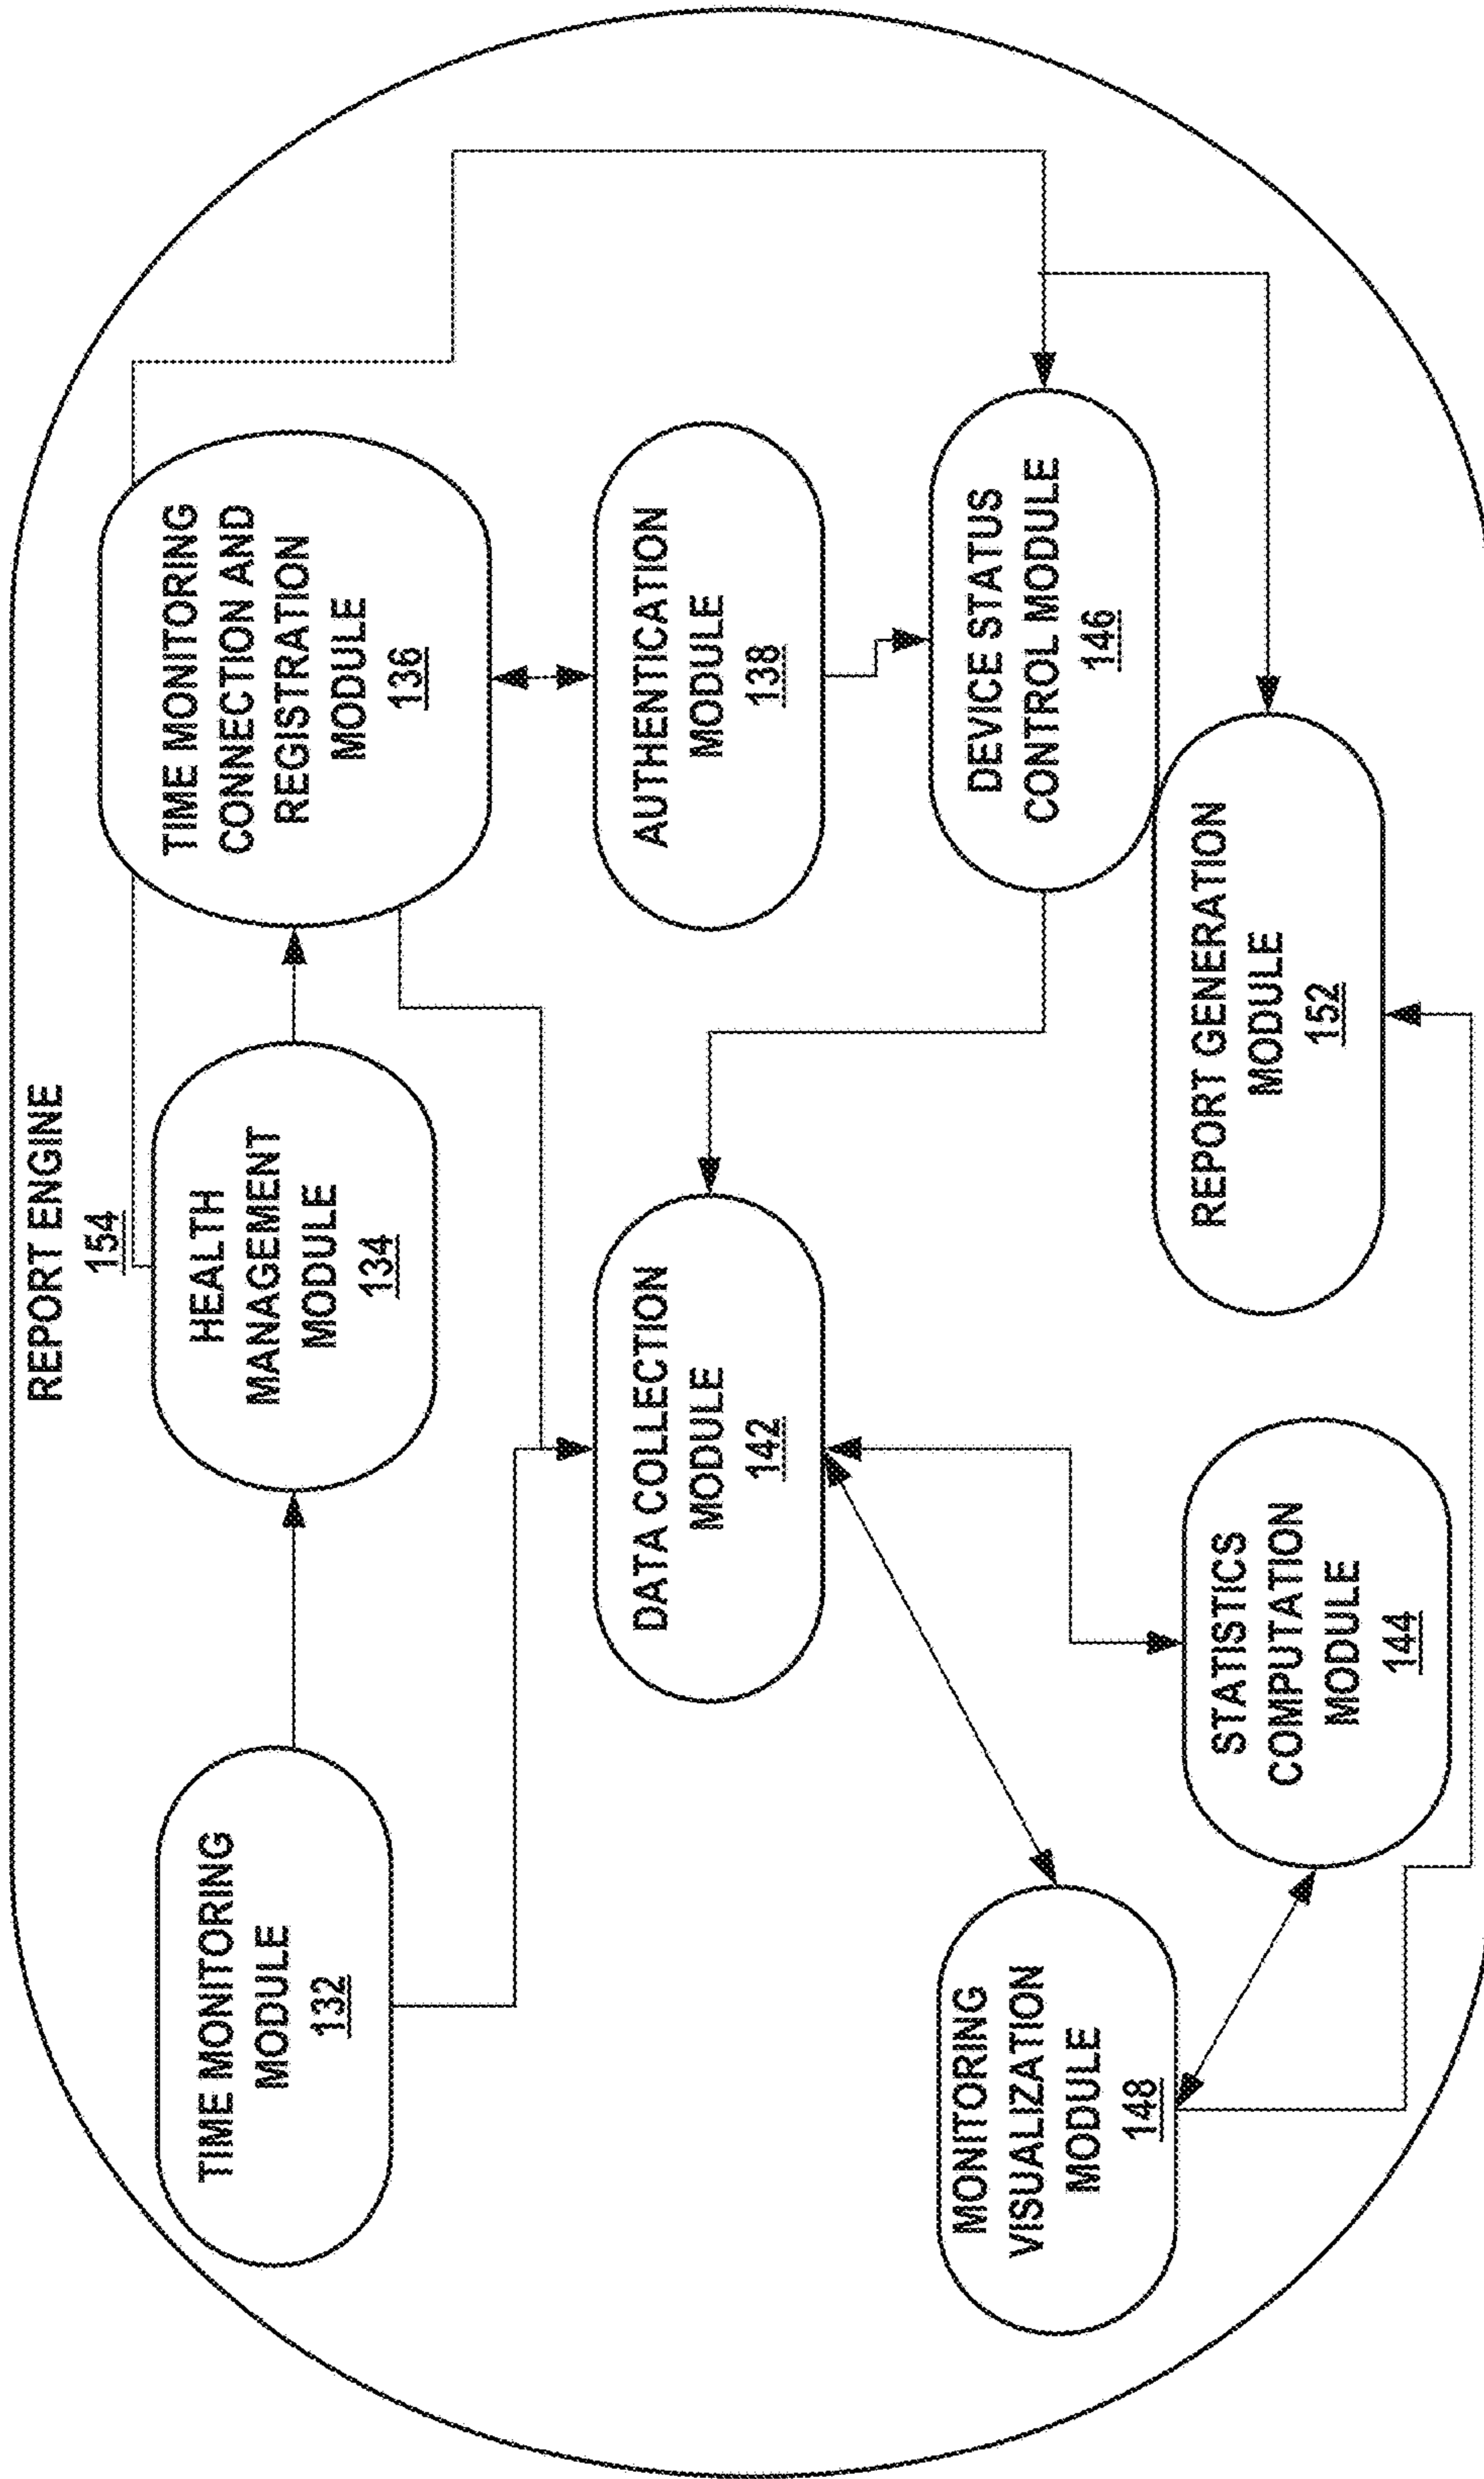 REPORT ENGINE
154
TIME MONITORING
MODULE
132
HEALTH
MANAGEMENT
MODULE
134
TIME MONITORING
CONNECTION AND
REGISTRATION
MODULE
136
DATA COLLECTION
MODULE
142
AUTHENTICATION
MODULE
138
MONITORING
VISUALIZATION
MODULE
148
STATISTICS
COMPUTATION
MODULE
144
DEVICE STATUS
CONTROL MODULE
146
REPORT GENERATION
MODULE
152